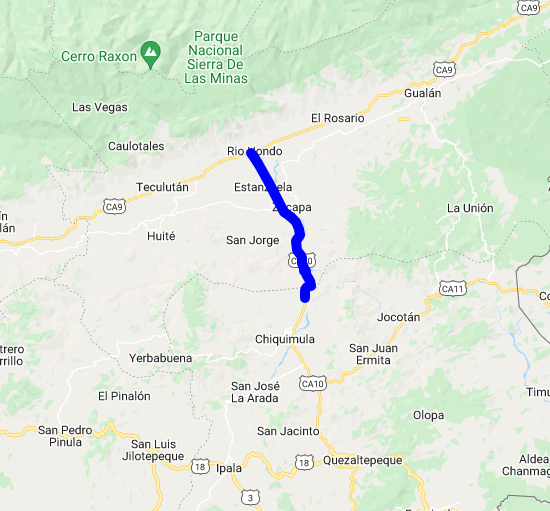 CA9
Parque
Nacional
Sierra De
Las Minas
Cerro Raxon
CA9
Gualán
Las Vegas
El Rosario
Caulotales
Rio Hondo
Teculután
Estanzuela
CA9
Zacapa
La Unión
Huité
San Jorge
CA10
CA11
Jocotán
Chiquimula
San Juan
Ermita
Yerbabuena
CA10
San José
La Arada
El Pinalón
Olopa
San Pedro
Pinula
San Luis
Jilotepeque
San Jacinto
18
Ipala
18
Quezaltepeque
3